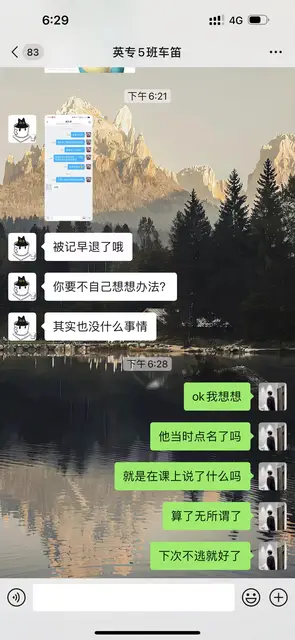 6:29
4G
83
英专5班车笛
下午6:21
被记早退了哦
你要不自己想想办法?
其实也没什么事情
下午6:28
ok我想想
他当时点名了吗
就是在课上说了什么吗
算了无所谓了
下次不逃就好了